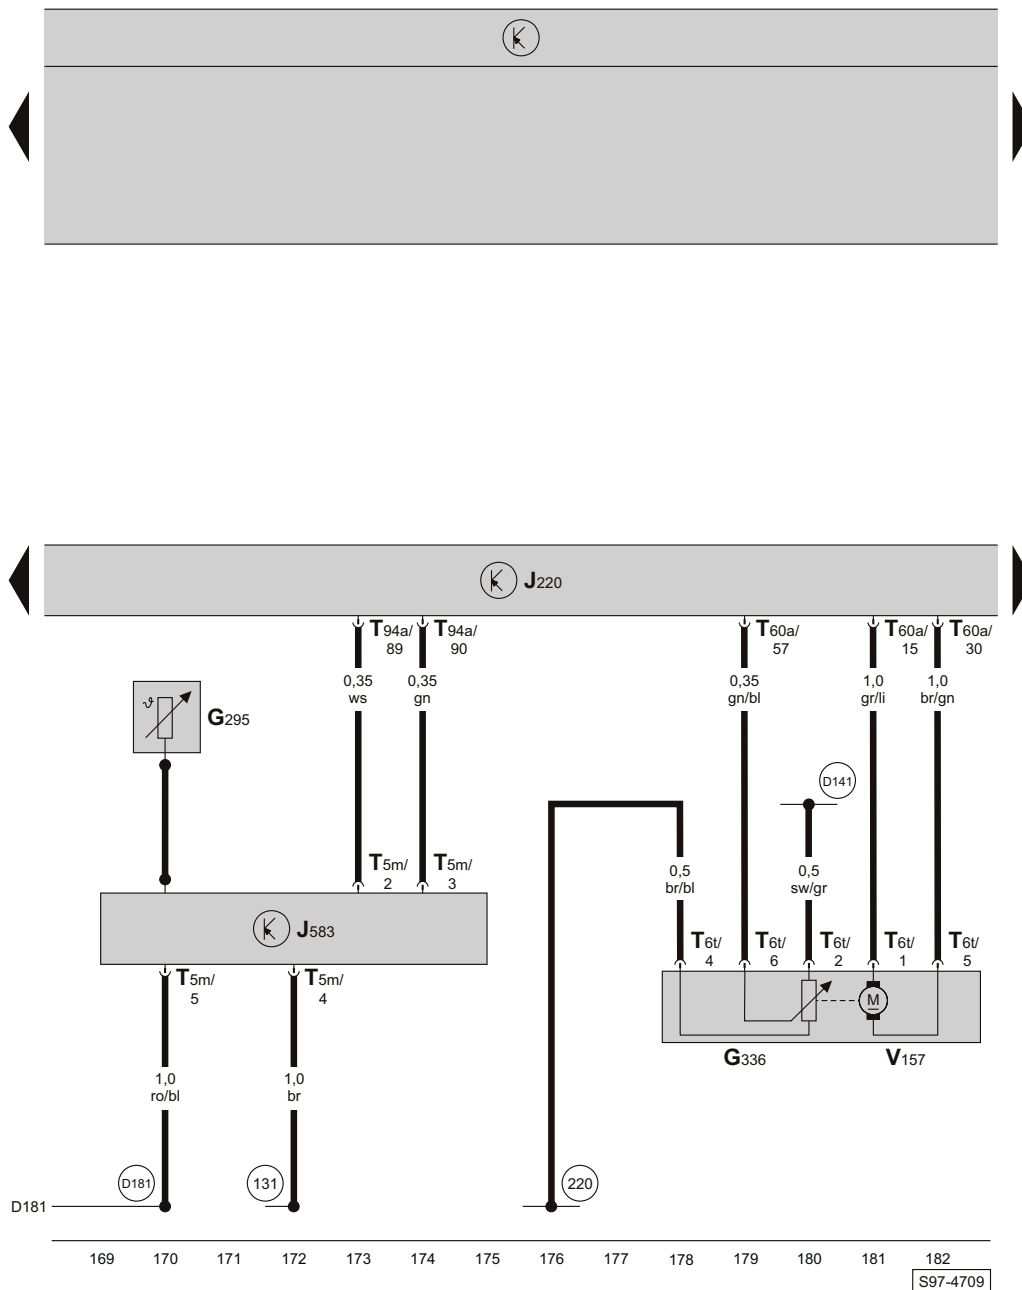 J220
T94a/ T94a/ T60a/ T60a/ T60a/
89 90 57 15 30
0,35 0,35 0,35 1,0 1,0
ws gn gn/bl gr/li br/gn
ϑ
G295
D141
T5m/ T5m/
2 3
0,5 0,5
br/bl sw/gr
J583
T6t/ T6t/ T6t/ T6t/ T6t/
4 6 2 1 5
T5m/ T5m/
5 4
M
G336 V157
1,0 1,0
ro/bl br
D181 131 220
D181
169 170 171 172 173 174 175 176 177 178 179 180 181 182
S97-4709